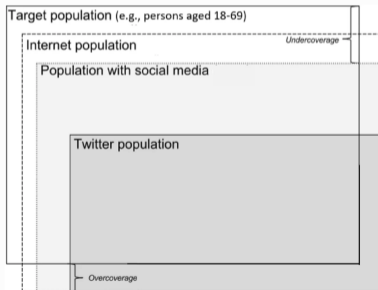 Target population (e.g., persons aged 18-69)
Undercoverage
Internet population
Population with social media
Twitter population
Overcoverage